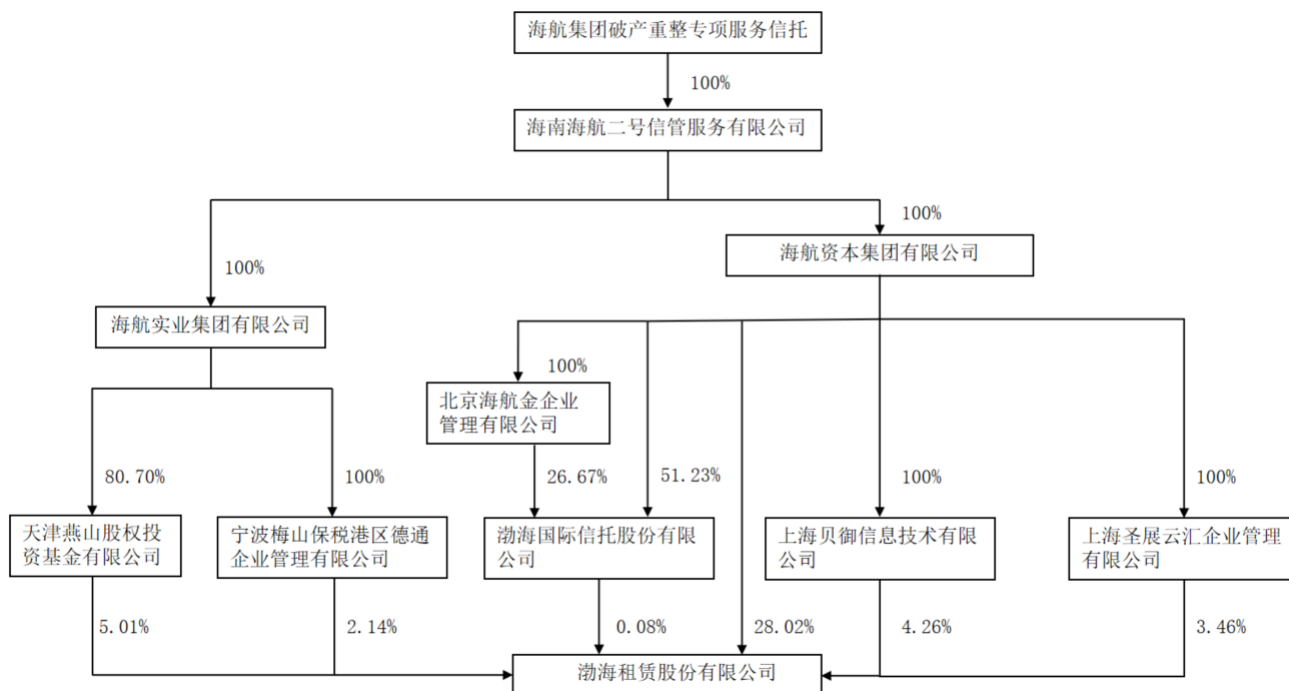 海航集团破产重整专项服务信托
100%
海南海航二号信管服务有限公司
100%
海航资本集团有限公司
100%
海航实业集团有限公司
100%
北京海航金企业
管理有限公司
80.70%
100%
26.67%
51.23%
100%
100%
天津燕山股权投
资基金有限公司
宁波梅山保税港区德通
企业管理有限公司
渤海国际信托股份有限
公司
上海贝御信息技术有限
公司
上海圣展云汇企业管理
有限公司
5.01%
2.14%
0.08%
28.02%
4.26%
3.46%
渤海租赁股份有限公司